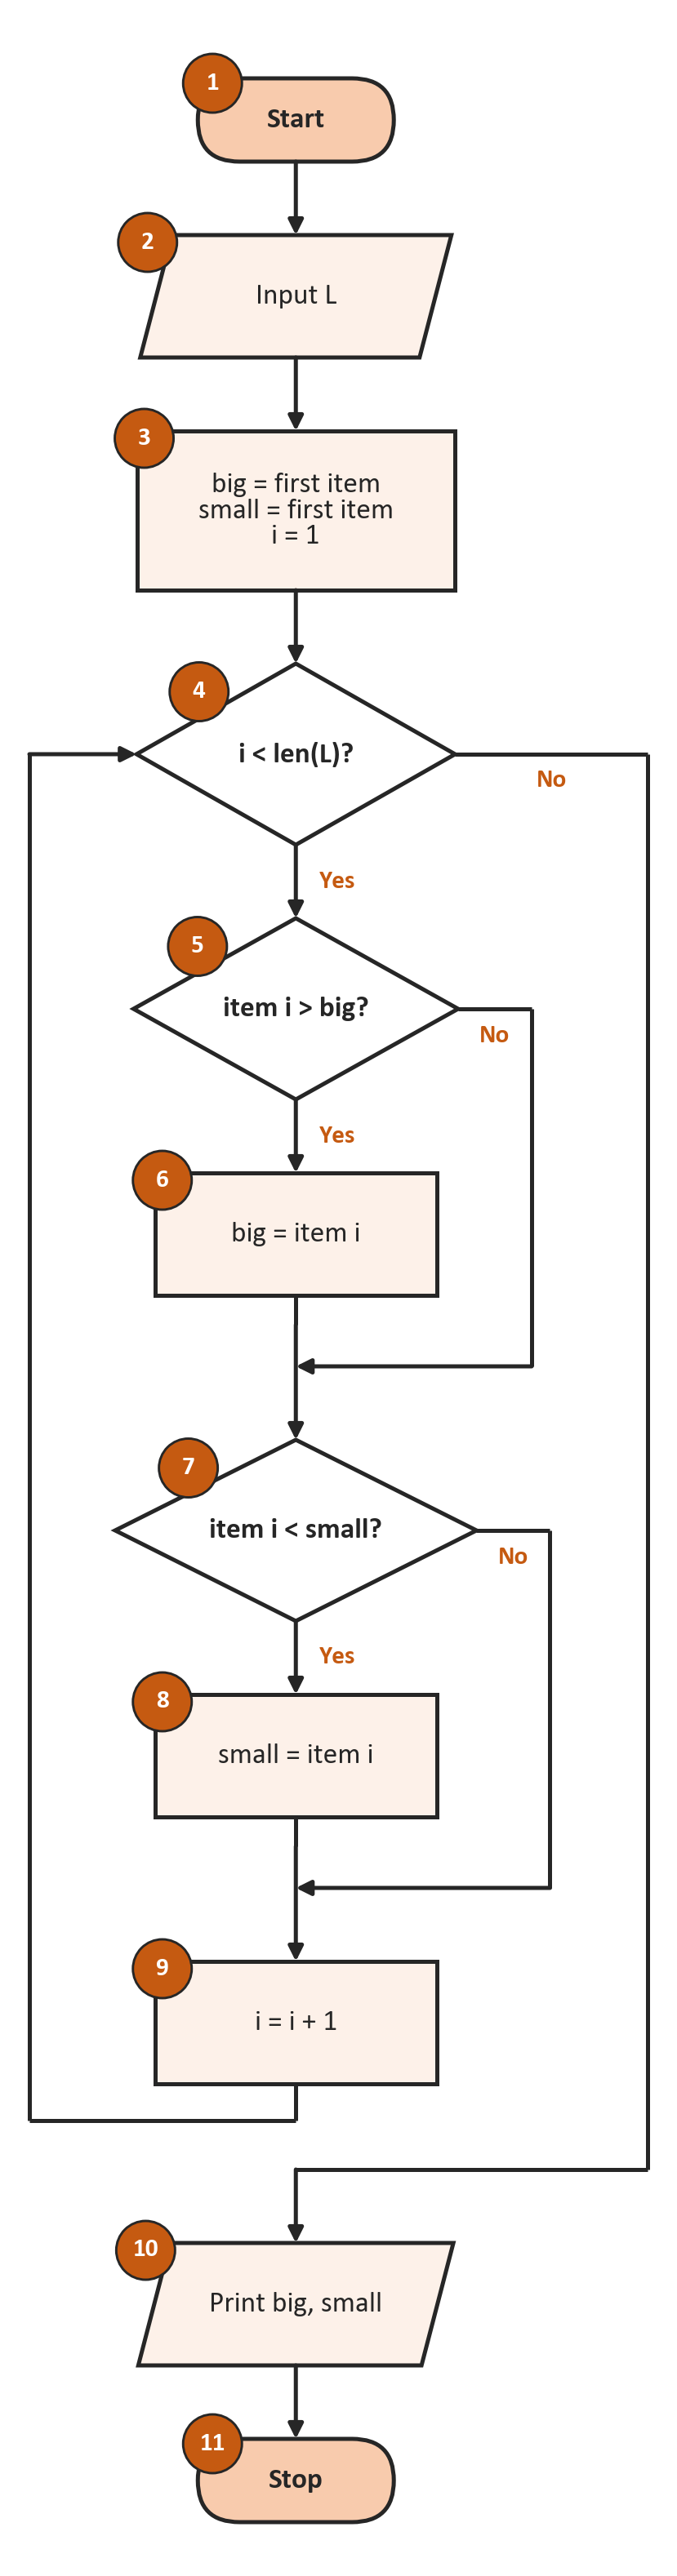 1
Start
2
Input L
3
big = first item
small = first item
i = 1
4
i < len(L)?
No
Yes
5
item i > big?
No
Yes
6
big = item i
7
item i < small?
No
Yes
8
small = item i
9
i = i + 1
10
Print big, small
11
Stop